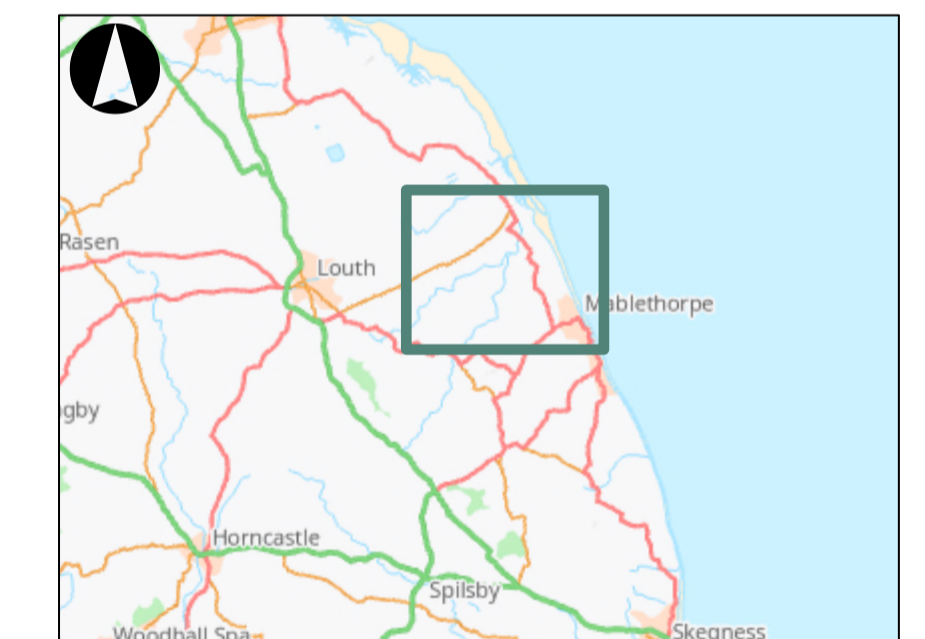 Rasen
Louth
Mablethorpe
gby
Horncastle
Spilsby
Woodhall Spa
Skegness